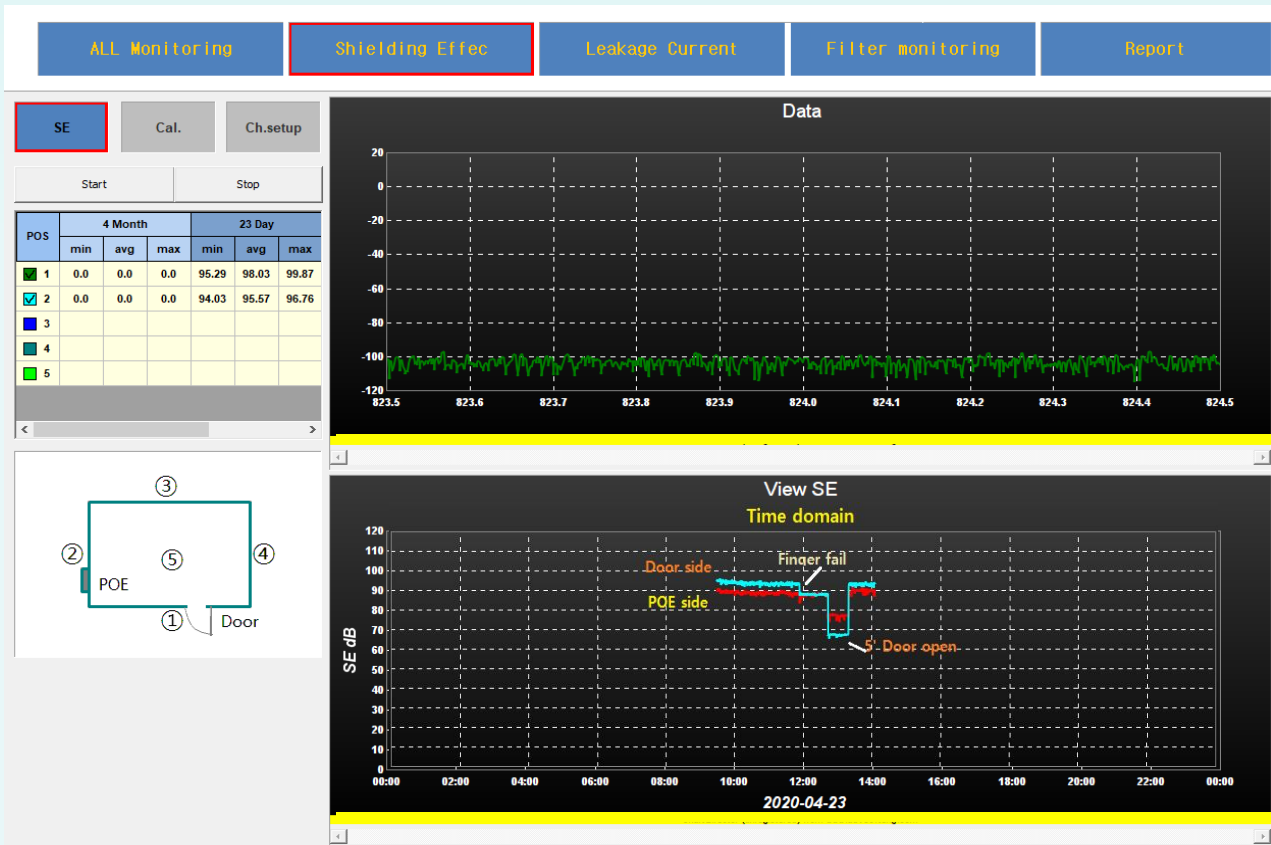 ALL Monitoring
Shielding Effec
Leakage Current
Filter monitoring
Report
SE
Cal.
Ch.setup
Start
Stop
POS 4 Month 23 Day
min avg max min avg max
1 0.0 0.0 0.0 95.29 98.03 99.87
2 0.0 0.0 0.0 94.03 95.57 96.76
3
4
5
③
②
⑤
④
POE
①
Door
Data
20
0
-20
-40
-60
-80
-100
-120
823.5 823.6 823.7 823.8 823.9 824.0 824.1 824.2 824.3 824.4 824.5
View SE
Time domain
120
110
100
90
80
70
60
50
40
30
20
10
0
SE dB
Door side
Finger fail
POE side
5' Door open
00:00 02:00 04:00 06:00 08:00 10:00 12:00 14:00 16:00 18:00 20:00 22:00 00:00
2020-04-23